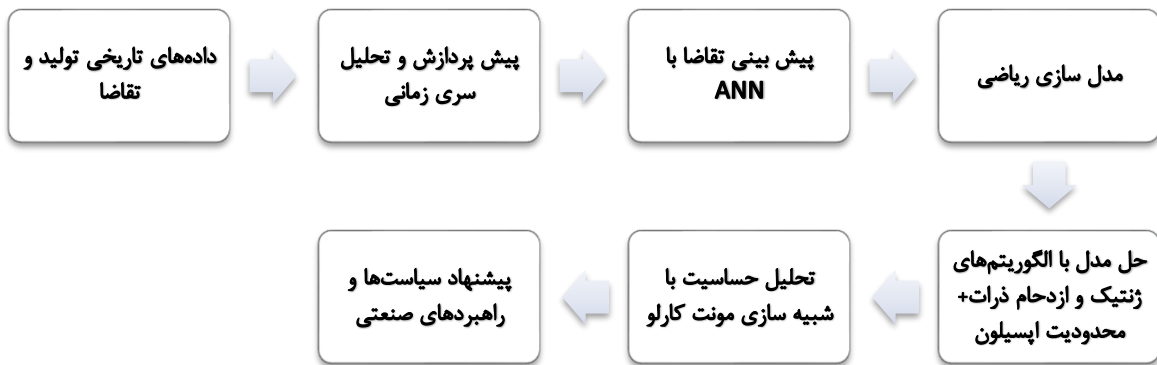 داده‌های تاریخی تولید و
تقاضا
پیش پردازش و تحلیل
سری زمانی
پیش بینی تقاضا با
ANN
مدل سازی ریاضی
حل مدل با الگوریتم‌های
ژنتیک و ازدحام ذرات+
محدودیت اپسیلون
تحلیل حساسیت با
شبیه سازی مونت کارلو
پیشنهاد سیاست‌ها و
راهبردهای صنعتی